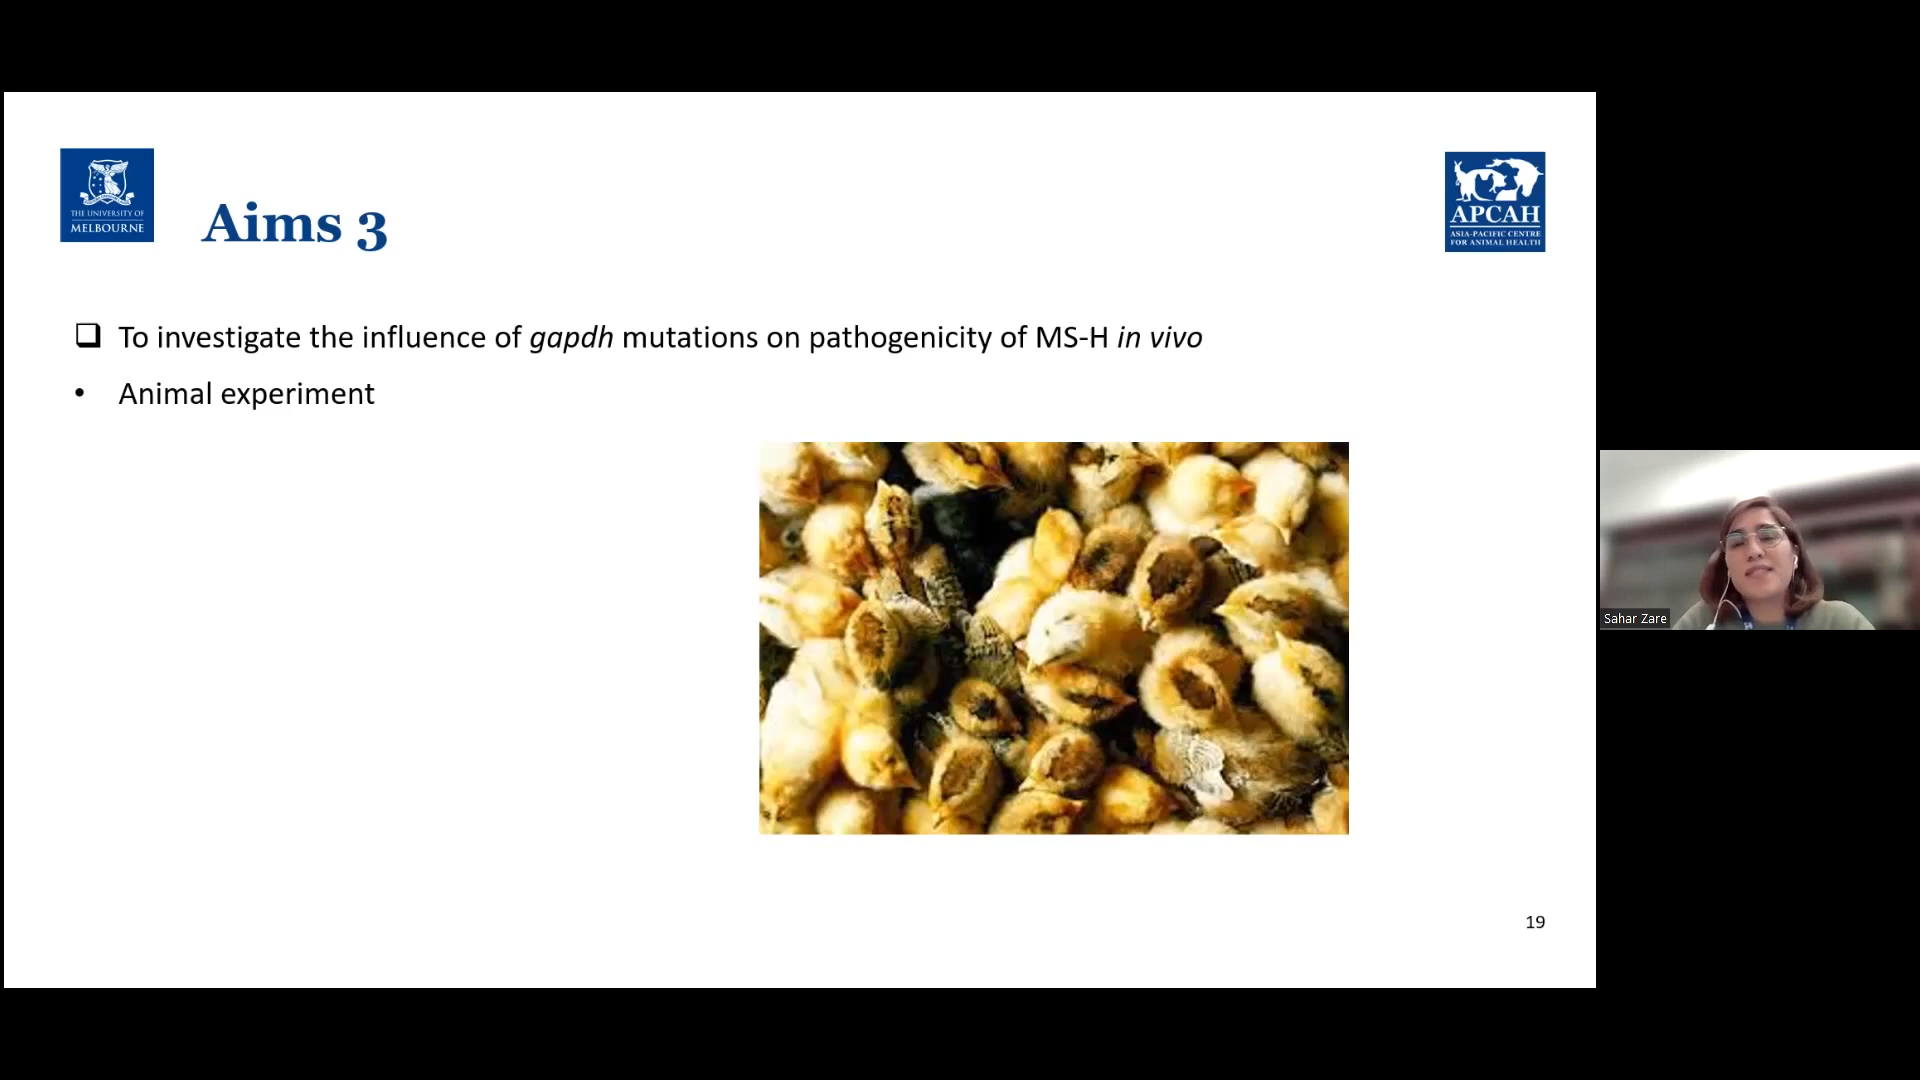 THE UNIVERSITY OF
MELBOURNE
Aims 3
APCAH
ASIA-PACIFIC CENTRE
FOR ANIMAL HEALTH
❑ To investigate the influence of gapdh mutations on pathogenicity of MS-H in vivo
• Animal experiment
Sahar Zare
19